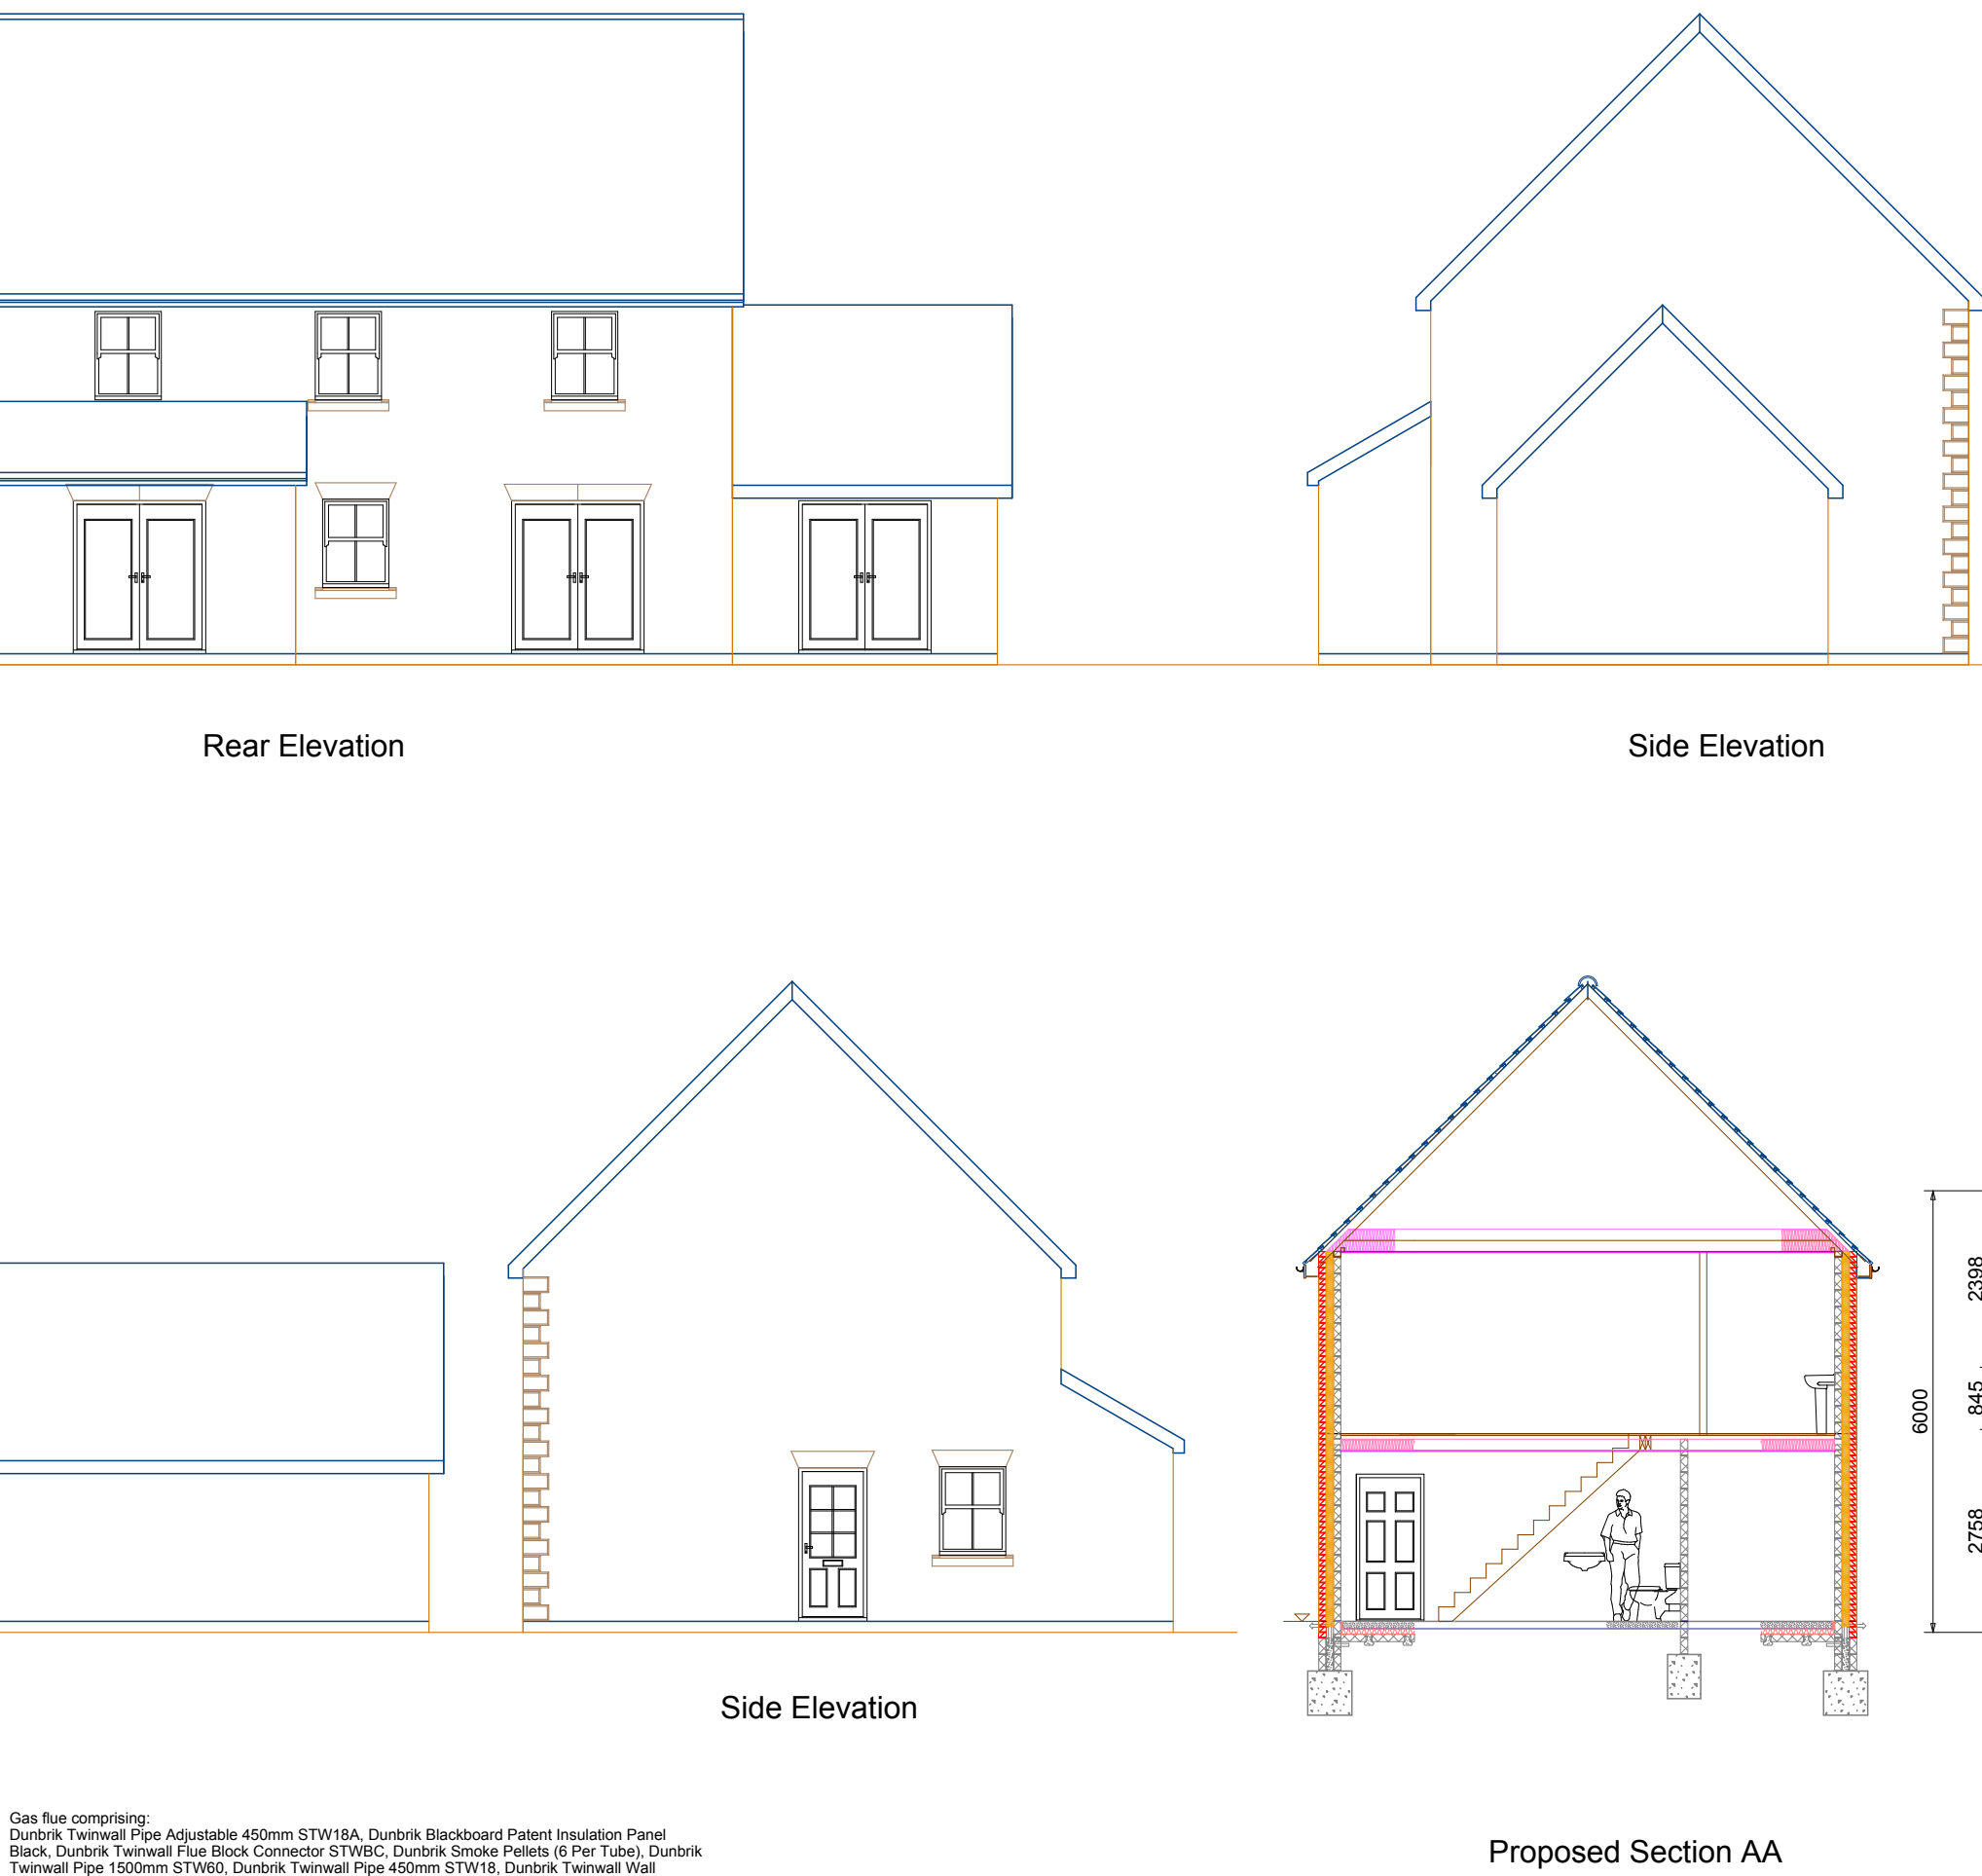 Rear Elevation
Side Elevation
2398
845
6000
2758
Side Elevation
Proposed Section AA
Gas flue comprising:
Dunbrik Twinwall Pipe Adjustable 450mm STW18A, Dunbrik Blackboard Patent Insulation Panel
Black, Dunbrik Twinwall Flue Block Connector STWBC, Dunbrik Smoke Pellets (6 Per Tube), Dunbrik
Twinwall Pipe 1500mm STW60, Dunbrik Twinwall Pipe 450mm STW18, Dunbrik Twinwall Wall